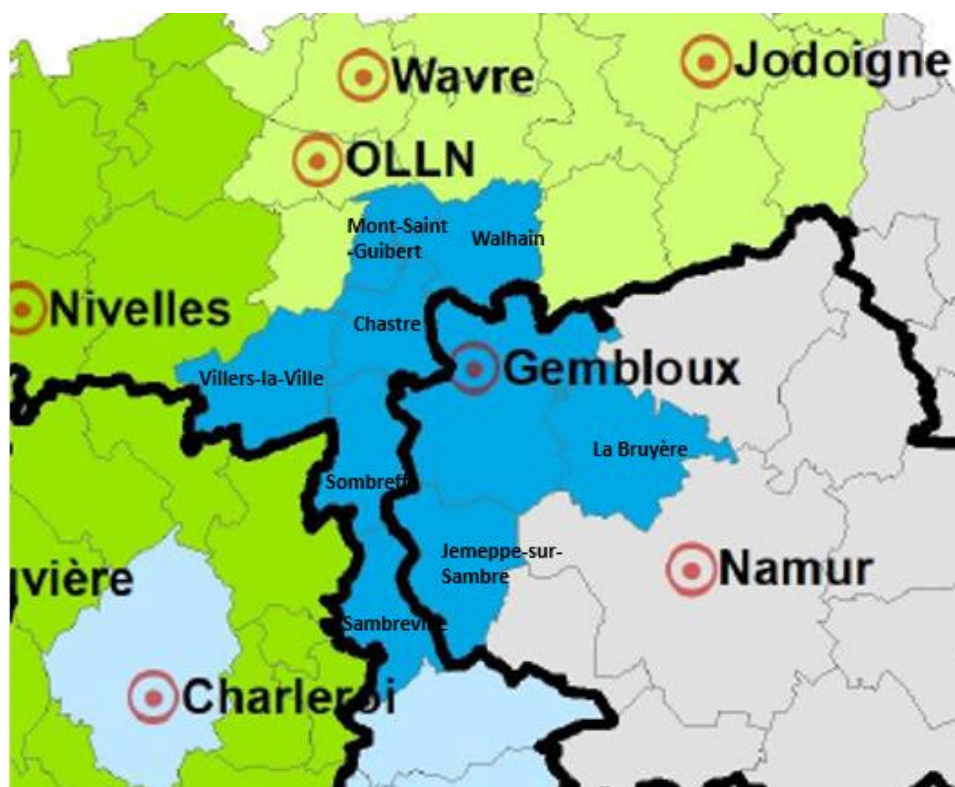 Wavre
Jodoigne
OLLN
Mont-Saint
-Guibert
Walhain
Nivelles
Chastre
Villers-la-Ville
Gembloux
La Bruyère
Sombreffe
Jemeppe-sur-
Sambre
uvière
Namur
Sambreville
Charleroi